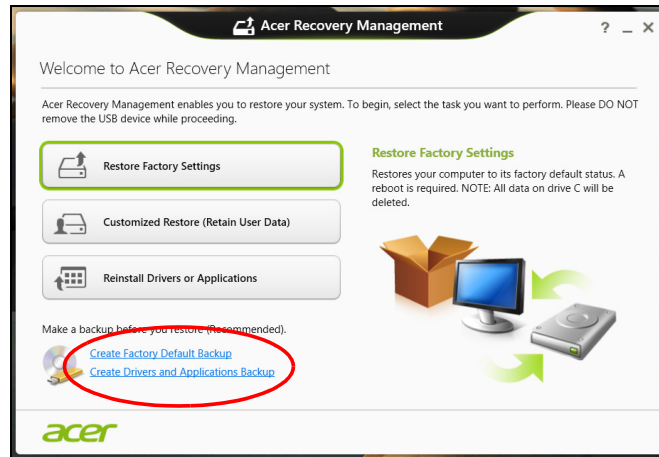 Acer Recovery Management
Welcome to Acer Recovery Management
Acer Recovery Management enables you to restore your system. To begin, select the task you want to perform. Please DO NOT
remove the USB device while proceeding.
Restore Factory Settings
Customized Restore (Retain User Data)
Reinstall Drivers or Applications
Restore Factory Settings
Restores your computer to its factory default status. A
reboot is required. NOTE: All data on drive C will be
deleted.
Make a backup before you restore (Recommended).
Create Factory Default Backup
Create Drivers and Applications Backup
acer